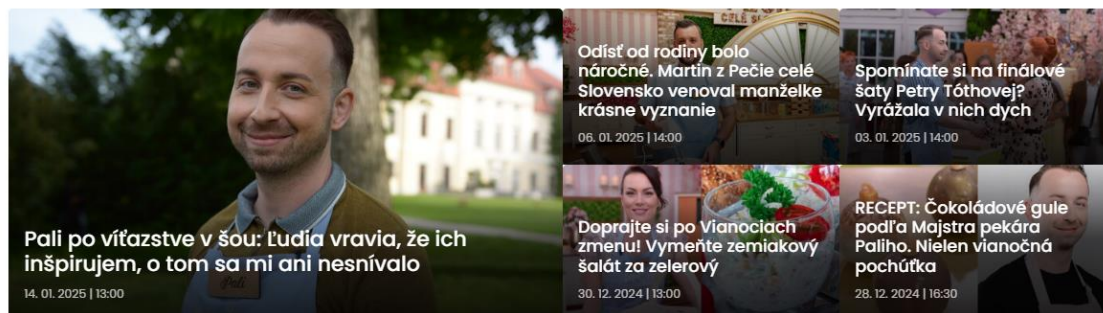 Pali po víťazstve v šou: Ľudia vravia, že ich
inšpirujem, o tom sa mi ani nesnívalo
14. 01. 2025 | 13:00
Pali
CELÉ
Odísť od rodiny bolo
náročné. Martin z Pečie celé
Slovensko venoval manželke
krásne vyznanie
06. 01. 2025 | 14:00
Spomínate si na finálové
šaty Petry Tóthovej?
Vyrážala v nich dych
03. 01. 2025 | 14:00
Doprajte si po Vianociach
zmenu! Vymeňte zemiakový
šalát za zelerový
30. 12. 2024 | 13:00
RECEPT: Čokoládové gule
podľa Majstra pekára
Paliho. Nielen vianočná
pochúťka
28. 12. 2024 | 16:30